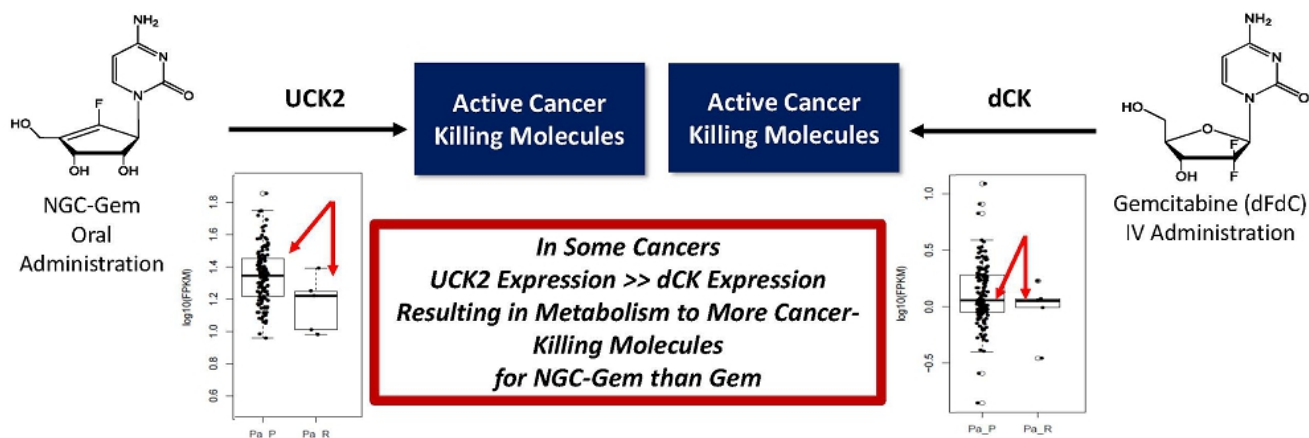 NH₂
N
N
O
F
HO
OH
OH
NGC-Gem
Oral
Administration
UCK2
Active Cancer
Killing Molecules
Active Cancer
Killing Molecules
dCK
NH₂
N
N
O
HO
O
F
F
OH
Gemcitabine (dFdC)
IV Administration
log10(FPKM)
1.8
1.6
1.4
1.2
1.0
0.8
0.6
Pa_P Pa_R
In Some Cancers
UCK2 Expression >> dCK Expression
Resulting in Metabolism to More Cancer-
Killing Molecules
for NGC-Gem than Gem
log10(FPKM)
1.0
0.5
0.0
-0.5
Pa_P Pa_R